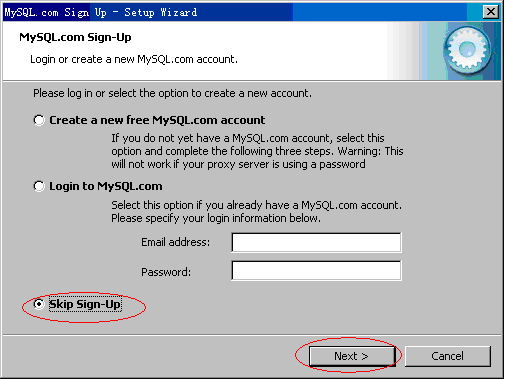 MySQL.com Sign Up - Setup Wizard
MySQL.com Sign-Up
Login or create a new MySQL.com account.
Please log in or select the option to create a new account.
Create a new free MySQL.com account
If you do not yet have a MySQL.com account, select this
option and complete the following three steps. Warning: This
will not work if your proxy server is using a password
Login to MySQL.com
Select this option if you already have a MySQL.com account.
Please specify your login information below.
Email address:
Password:
Skip Sign-Up
Next >
Cancel